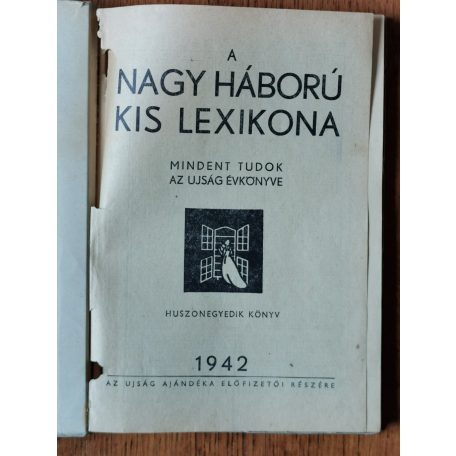 A
NAGY HÁBORÚ
KIS LEXIKONA
MINDENT TUDOK
AZ UJSÁG ÉVKÖNYVE
HUSZONEGYEDIK KÖNYV
1942
AZ UJSÁG AJÁNDÉKA ELŐFIZETŐI RÉSZÉRE